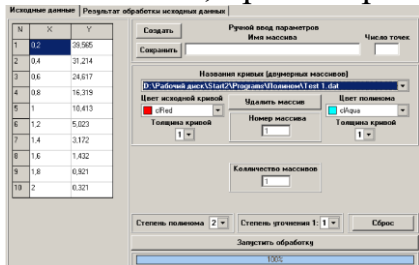 Исходные данные | Результат обработки исходных данных
N X Y
1 0,2 39,565
2 0,4 31,214
3 0,6 24,617
4 0,8 16,319
5 1 10,413
6 1,2 5,023
7 1,4 3,172
8 1,6 1,432
9 1,8 0,921
10 2 0,321
Создать
Сохранить
Ручной ввод параметров
Имя массива
Число точек
Названия кривых (двумерных массивов)
D:\Рабочий диск\Start2\Programs\Полином\Test 1.dat
Цвет исходной кривой
clRed
Удалить массив
Цвет полинома
clAqua
Толщина кривой
1
Номер массива
1
Толщина кривой
1
Колличество массивов
1
Степень полинома 2
Степень уточнения 1: 1
Сброс
Запустить обработку
100%